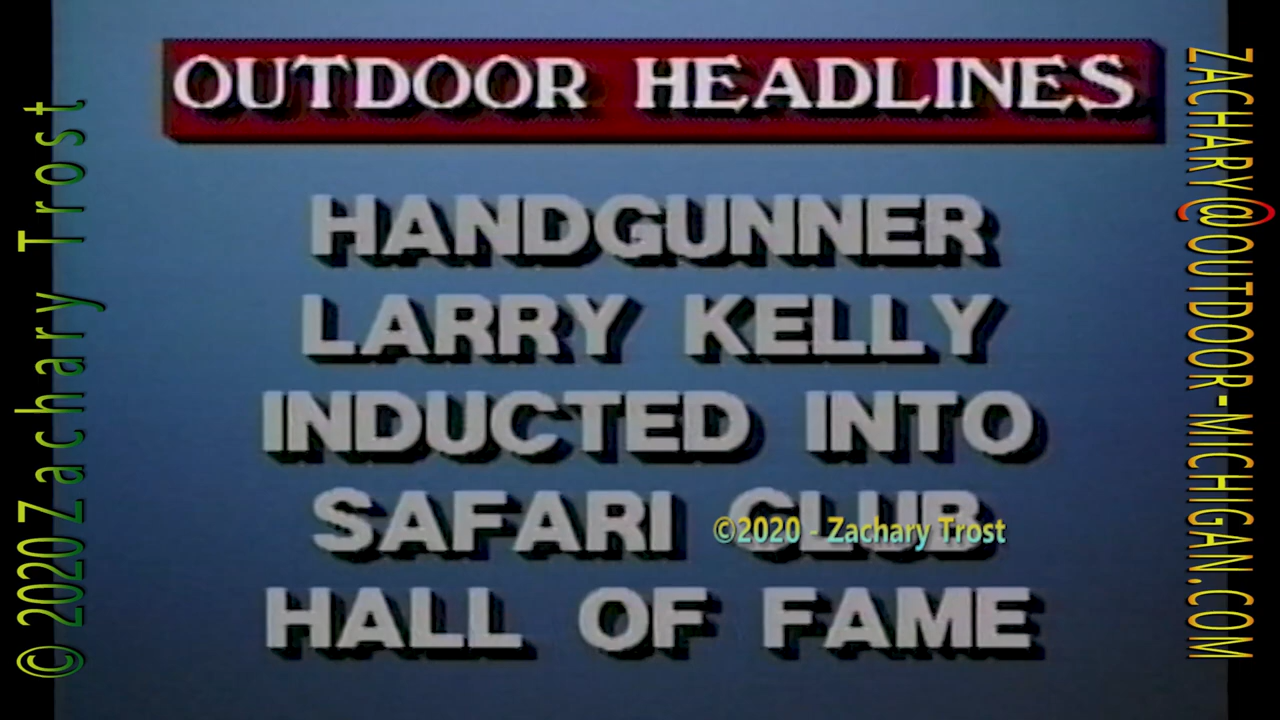 OUTDOOR HEADLINES
HANDGUNNER
LARRY KELLY
INDUCTED INTO
SAFARI CLUB
HALL OF FAME
©2020 - Zachary Trost
© 2020 Zachary Trost
ZACHARY@OUTDOOR-MICHIGAN.COM